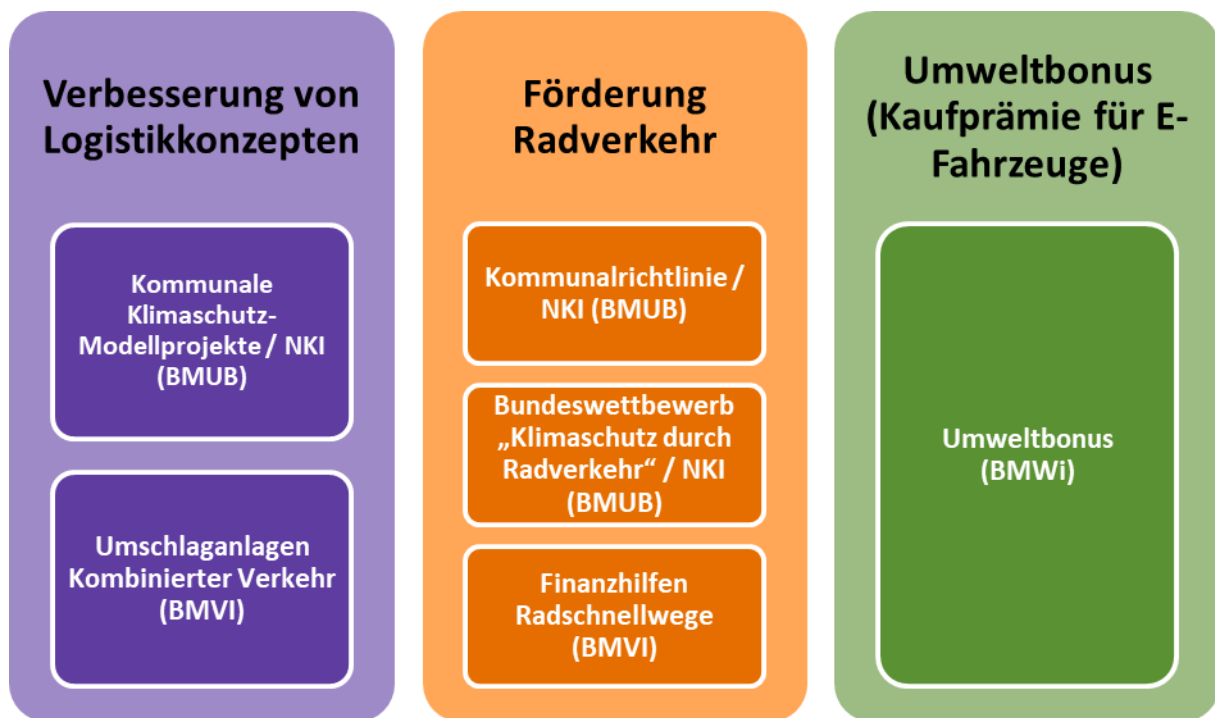 Verbesserung von
Logistikkonzepten
Kommunale
Klimaschutz-
Modellprojekte / NKI
(BMUB)
Umschlaganlagen
Kombinierter Verkehr
(BMVI)
Förderung
Radverkehr
Kommunalrichtlinie /
NKI (BMUB)
Bundeswettbewerb
„Klimaschutz durch
Radverkehr“ / NKI
(BMUB)
Finanzhilfen
Radschnellwege
(BMVI)
Umweltbonus
(Kaufprämie für E-
Fahrzeuge)
Umweltbonus
(BMWi)